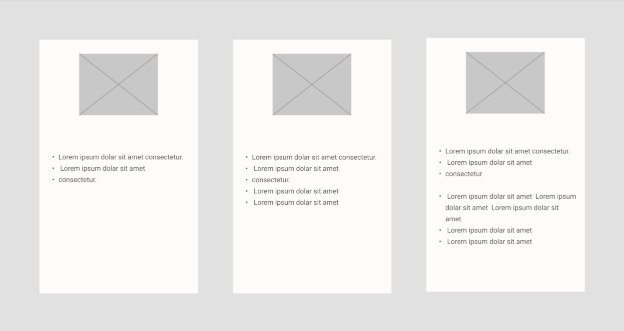 • Lorem ipsum dolar sit amet consectetur.
• Lorem ipsum dolar sit amet
• consectetur.
• Lorem ipsum dolar sit amet consectetur.
• Lorem ipsum dolar sit amet
• consectetur.
• Lorem ipsum dolar sit amet
• Lorem ipsum dolar sit amet
• Lorem ipsum dolar sit amet consectetur.
• Lorem ipsum dolar sit amet
• consectetur
• Lorem ipsum dolar sit amet Lorem ipsum
dolar sit amet Lorem ipsum dolar sit
amet
• Lorem ipsum dolar sit amet
• Lorem ipsum dolar sit amet